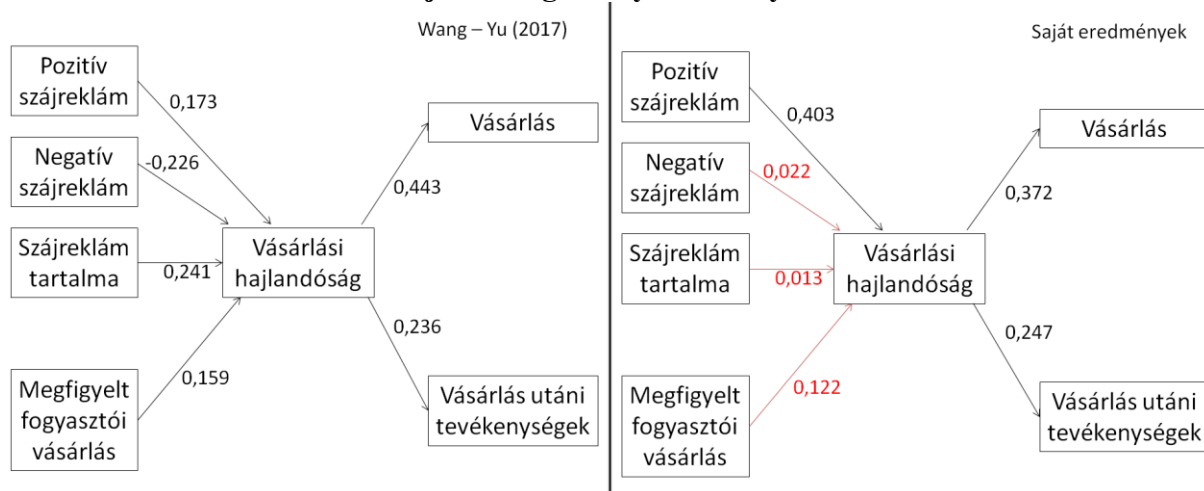 Wang – Yu (2017)
Pozitív
szájreklám
0,173
Negatív
szájreklám
-0,226
Szájreklám
tartalma
0,241
Megfigyelt
fogyasztói
vásárlás
0,159
Vásárlási
hajlandóság
0,443
Vásárlás
0,236
Vásárlás utáni
tevékenységek
Saját eredmények
Pozitív
szájreklám
0,403
Negatív
szájreklám
0,022
Szájreklám
tartalma
0,013
Megfigyelt
fogyasztói
vásárlás
0,122
Vásárlási
hajlandóság
0,372
Vásárlás
0,247
Vásárlás utáni
tevékenységek